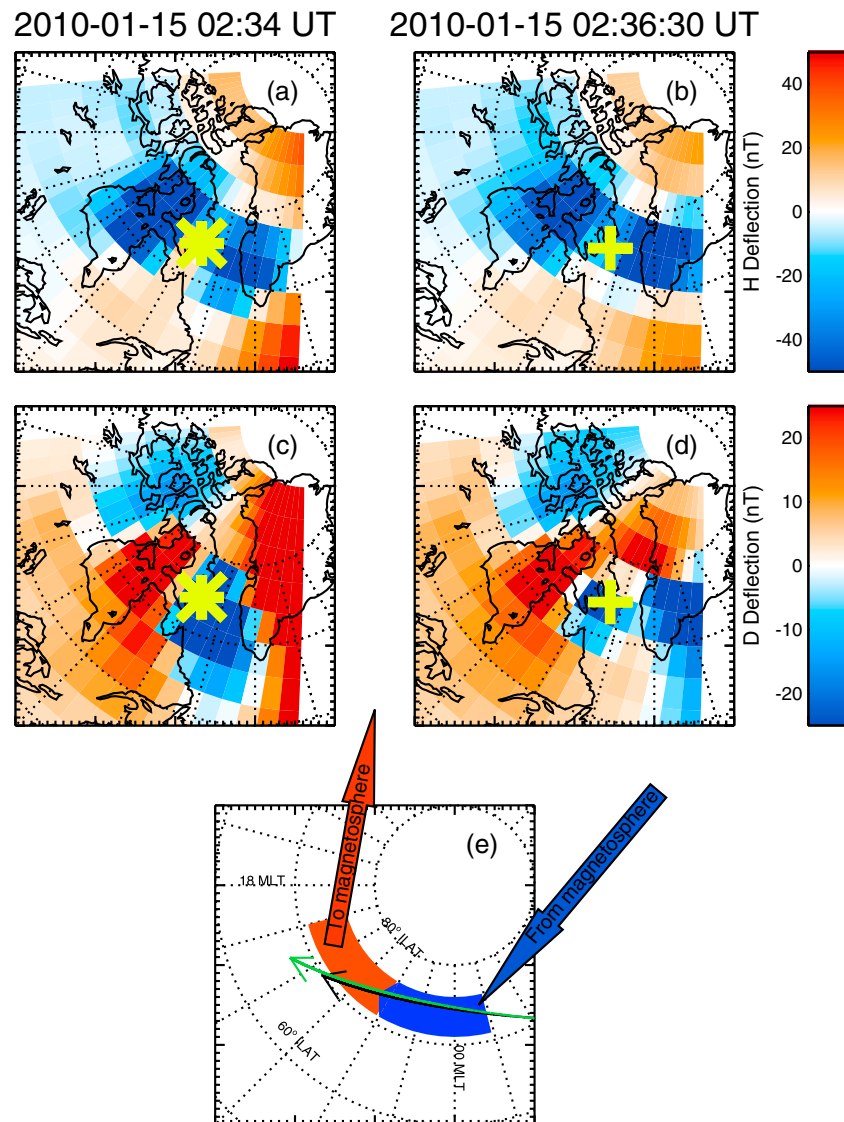 2010-01-15 02:34 UT
2010-01-15 02:36:30 UT
(a)
(b)
40
20
0
-20
-40
H Deflection (nT)
(c)
(d)
20
10
0
-10
-20
D Deflection (nT)
To magnetosphere
From magnetosphere
(e)
18 MLT
80° ILAT
60° ILAT
00 MLT